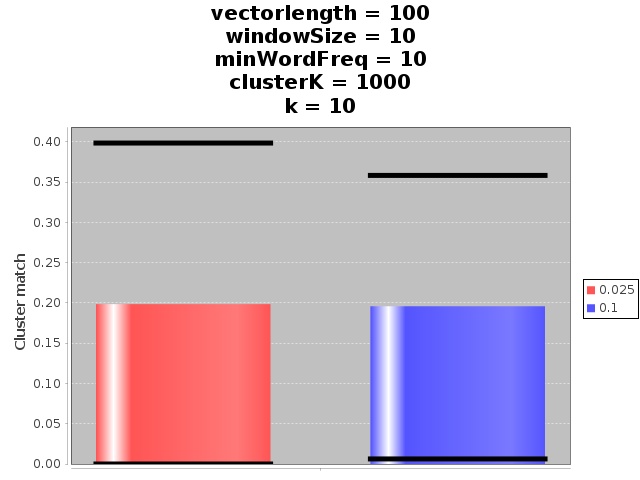 vectorlength = 100
windowSize = 10
minWordFreq = 10
clusterK = 1000
k = 10
0.40
0.35
0.30
0.25
0.20
0.15
0.10
0.05
0.00
Cluster match
0.025
0.1